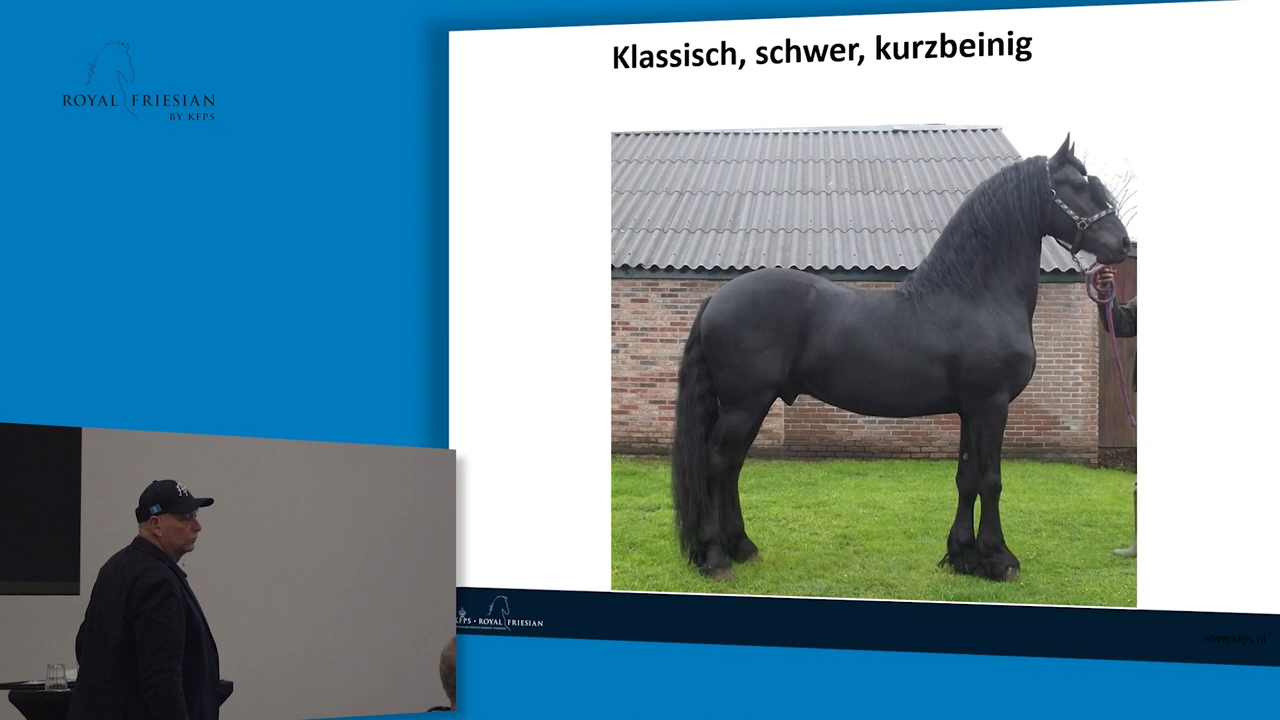 ROYAL FRIESIAN
BY KFPS
Klassisch, schwer, kurzbeinig
KFPS • ROYAL FRIESIAN
www.kfps.nl